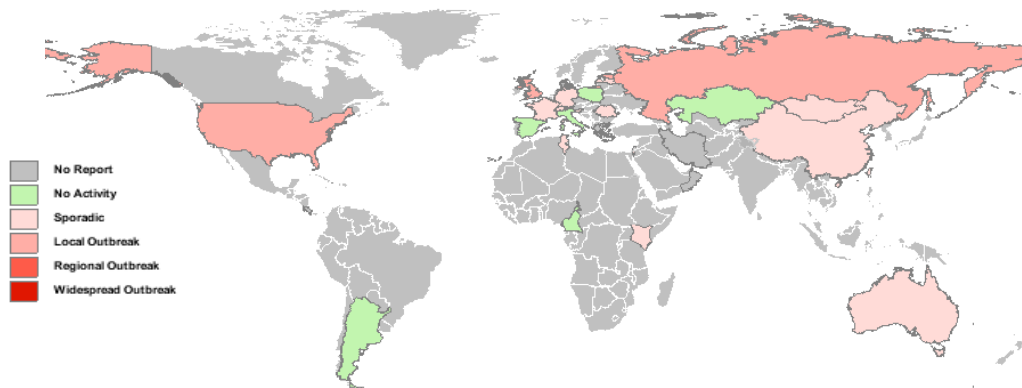 No Report
No Activity
Sporadic
Local Outbreak
Regional Outbreak
Widespread Outbreak